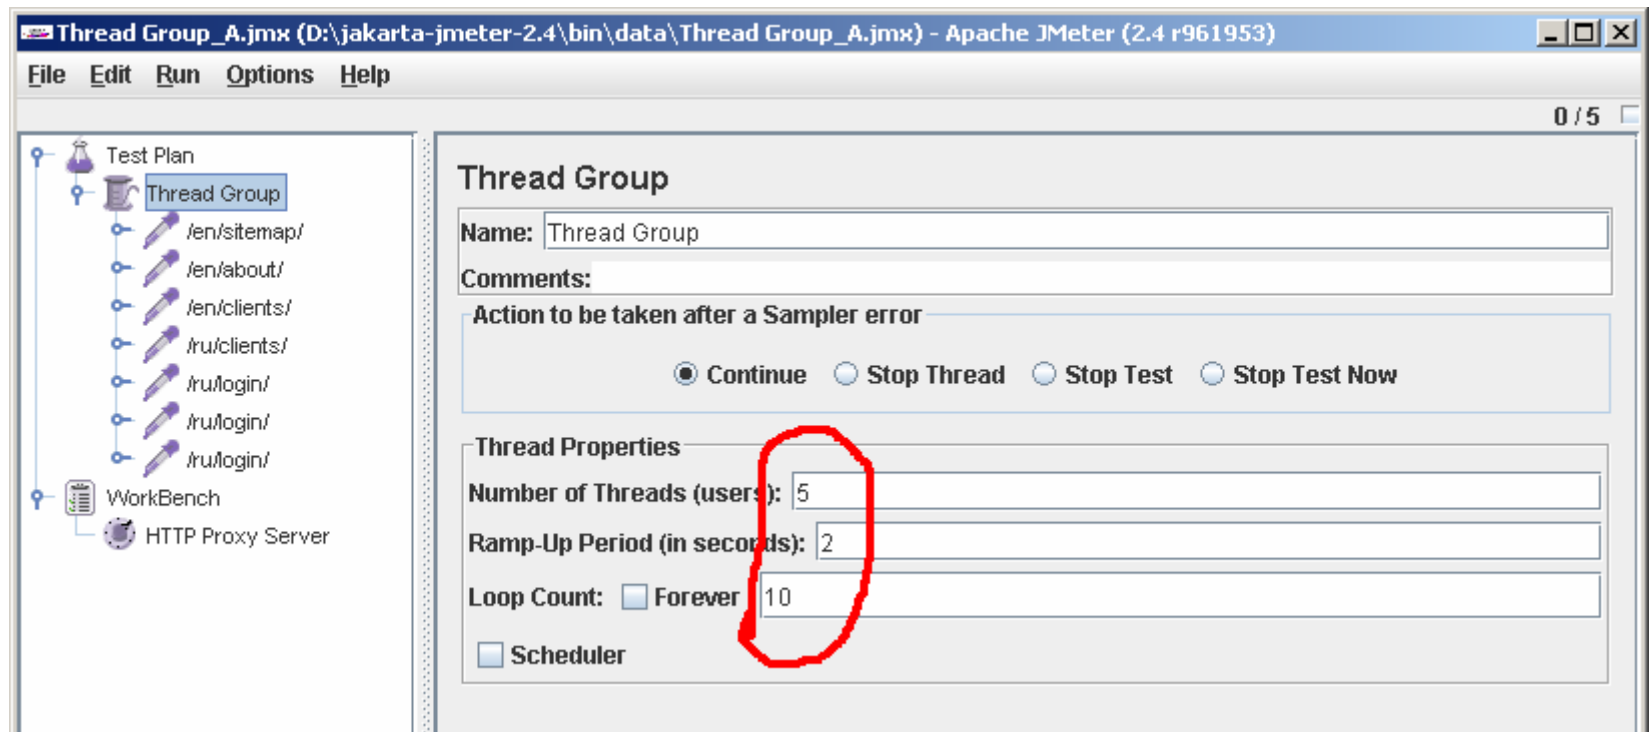 Thread Group_A.jmx (D:\jakarta-jmeter-2.4\bin\data\Thread Group_A.jmx) - Apache JMeter (2.4 r961953)
File Edit Run Options Help
0 / 5
Test Plan
Thread Group
/en/sitemap/
/en/about/
/en/clients/
/ru/clients/
/ru/login/
/ru/login/
/ru/login/
WorkBench
HTTP Proxy Server
Thread Group
Name: Thread Group
Comments:
Action to be taken after a Sampler error
Continue Stop Thread Stop Test Stop Test Now
Thread Properties
Number of Threads (users): 5
Ramp-Up Period (in seconds): 2
Loop Count: Forever 10
Scheduler